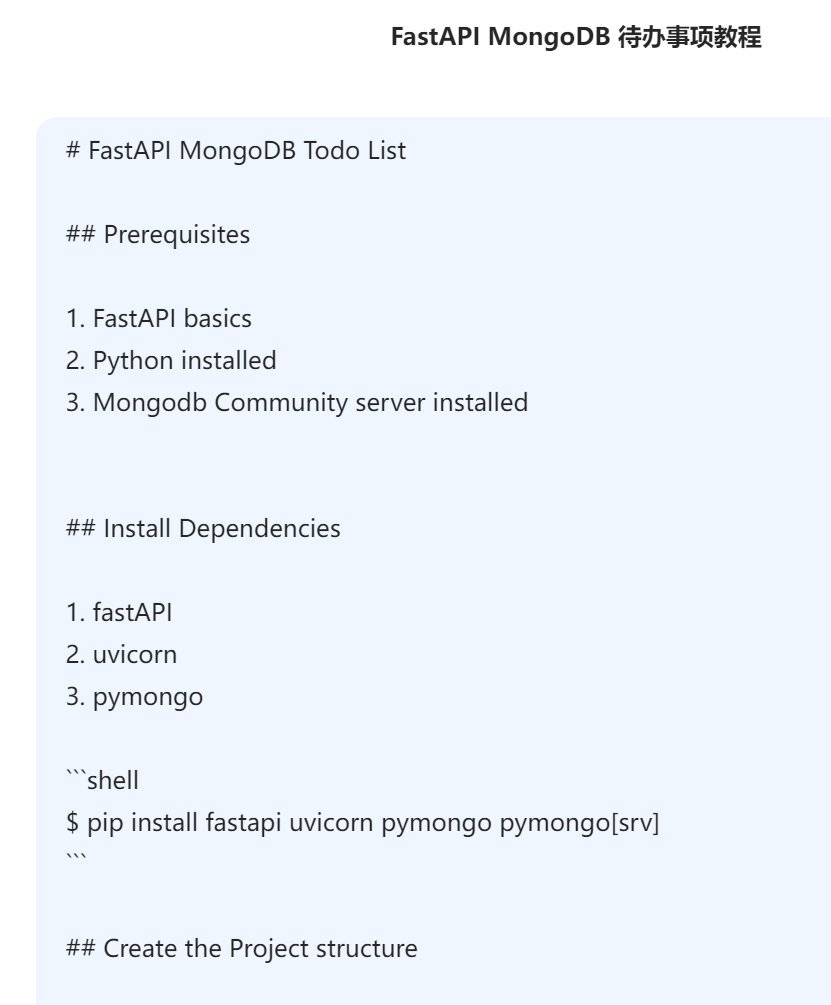 FastAPI MongoDB 待办事项教程
# FastAPI MongoDB Todo List
## Prerequisites
1. FastAPI basics
2. Python installed
3. Mongodb Community server installed
## Install Dependencies
1. fastAPI
2. uvicorn
3. pymongo
```shell
$ pip install fastapi uvicorn pymongo pymongo[srv]
```
## Create the Project structure